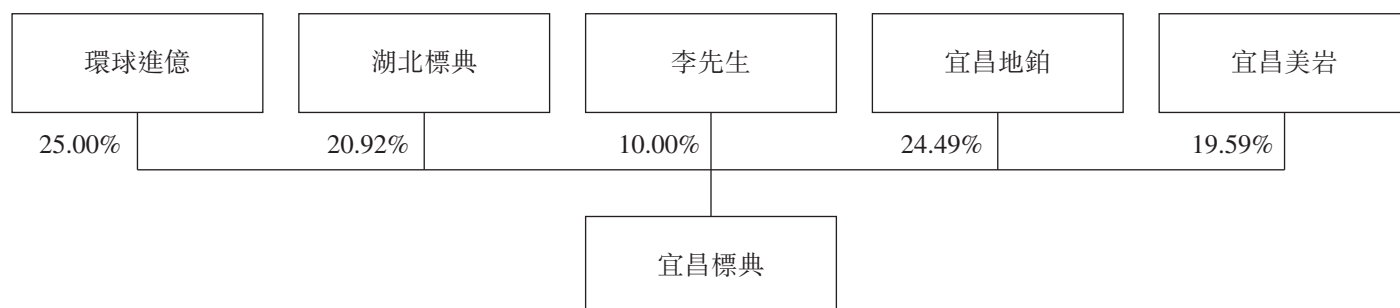 環球進億
湖北標典
李先生
宜昌地鉑
宜昌美岩
25.00%
20.92%
10.00%
24.49%
19.59%
宜昌標典